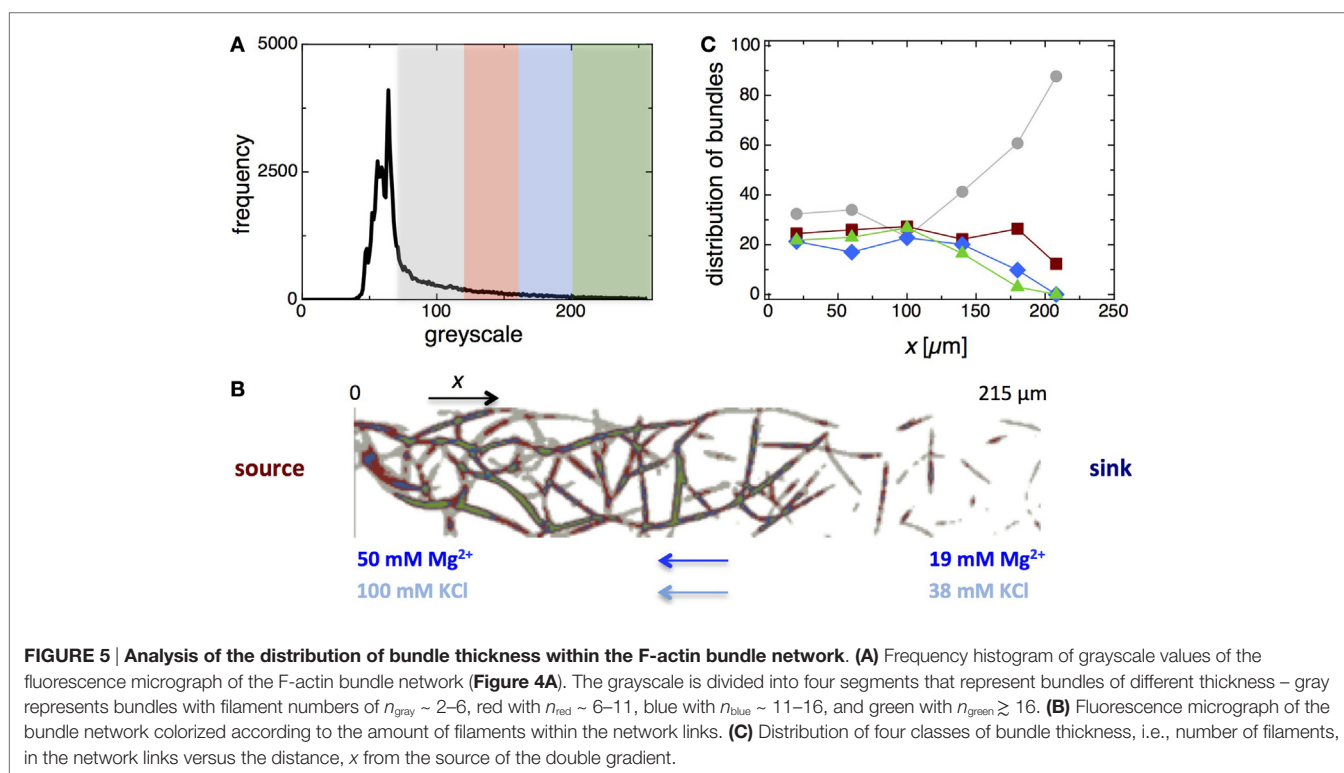 A
5000
2500
0
0
100
200
frequency
greyscale
C
100
80
60
40
20
0
0
50
100
150
200
250
distribution of bundles
x [μm]
B
0
x
215 μm
source
sink
50 mM Mg²⁺
19 mM Mg²⁺
100 mM KCl
38 mM KCl
FIGURE 5 | Analysis of the distribution of bundle thickness within the F-actin bundle network. (A) Frequency histogram of grayscale values of the
fluorescence micrograph of the F-actin bundle network (Figure 4A). The grayscale is divided into four segments that represent bundles of different thickness – gray
represents bundles with filament numbers of n_gray ~ 2–6, red with n_red ~ 6–11, blue with n_blue ~ 11–16, and green with n_green ≳ 16. (B) Fluorescence micrograph of the
bundle network colorized according to the amount of filaments within the network links. (C) Distribution of four classes of bundle thickness, i.e., number of filaments,
in the network links versus the distance, x from the source of the double gradient.